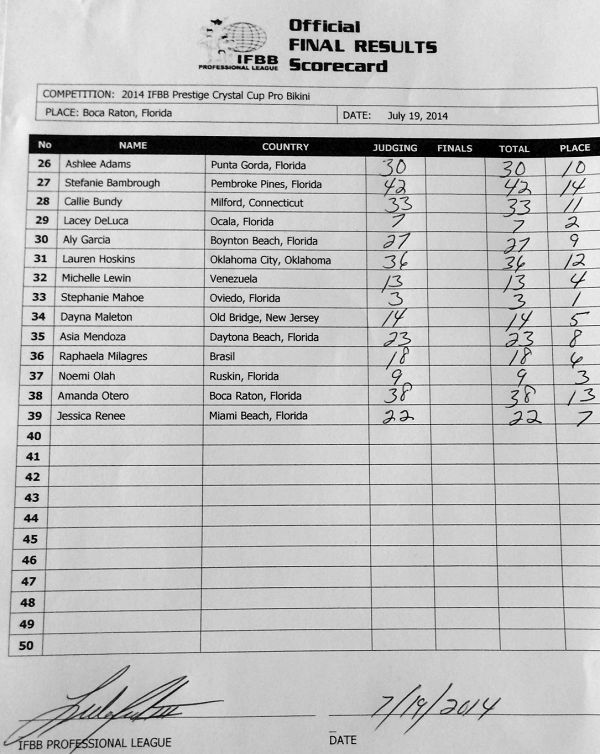 IFBB
PROFESSIONAL LEAGUE
Official
FINAL RESULTS
Scorecard
COMPETITION: 2014 IFBB Prestige Crystal Cup Pro Bikini
PLACE: Boca Raton, Florida DATE: July 19, 2014
No NAME COUNTRY JUDGING FINALS TOTAL PLACE
26 Ashlee Adams Punta Gorda, Florida 30 30 10
27 Stefanie Bambrough Pembroke Pines, Florida 42 42 14
28 Callie Bundy Milford, Connecticut 33 33 11
29 Lacey DeLuca Ocala, Florida 7 7 2
30 Aly Garcia Boynton Beach, Florida 27 27 9
31 Lauren Hoskins Oklahoma City, Oklahoma 36 36 12
32 Michelle Lewin Venezuela 13 13 4
33 Stephanie Mahoe Oviedo, Florida 3 3 1
34 Dayna Maleton Old Bridge, New Jersey 14 14 5
35 Asia Mendoza Daytona Beach, Florida 23 23 8
36 Raphaela Milagres Brasil 18 18 6
37 Noemi Olah Ruskin, Florida 9 9 3
38 Amanda Otero Boca Raton, Florida 38 38 13
39 Jessica Renee Miami Beach, Florida 22 22 7
40
41
42
43
44
45
46
47
48
49
50
7/19/2014
IFBB PROFESSIONAL LEAGUE DATE